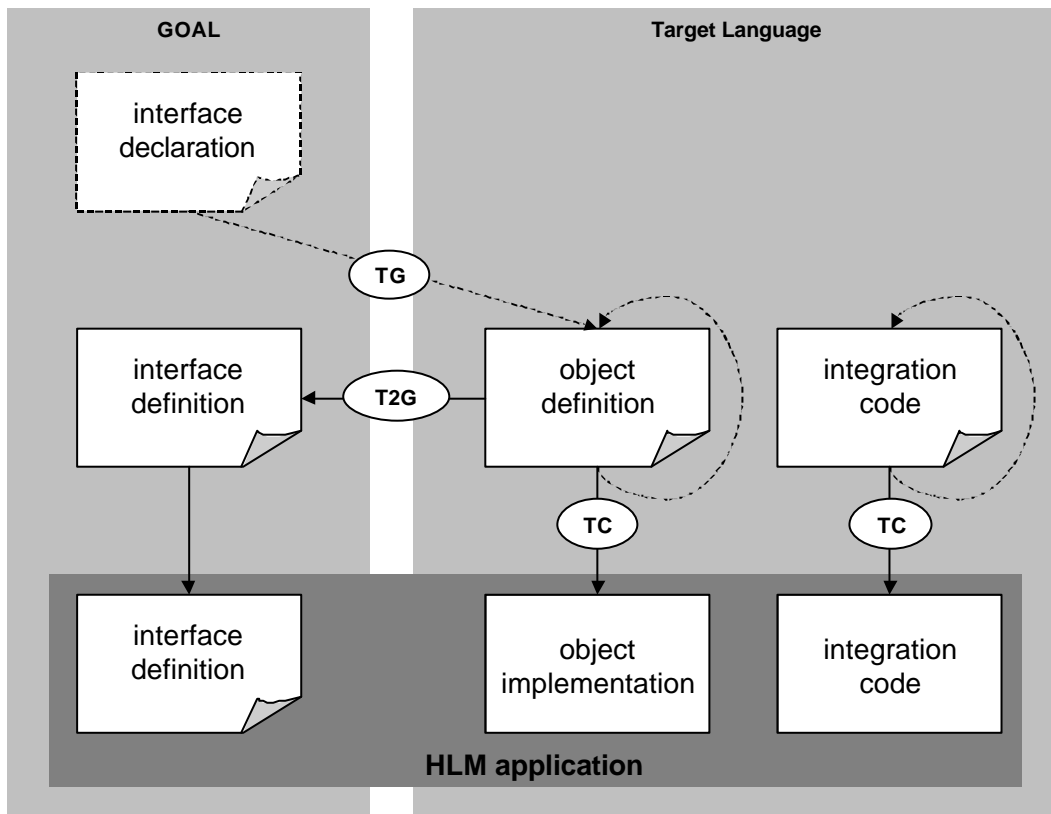 GOAL
Target Language
interface
declaration
TG
interface
definition
T2G
object
definition
integration
code
TC
TC
interface
definition
object
implementation
integration
code
HLM application